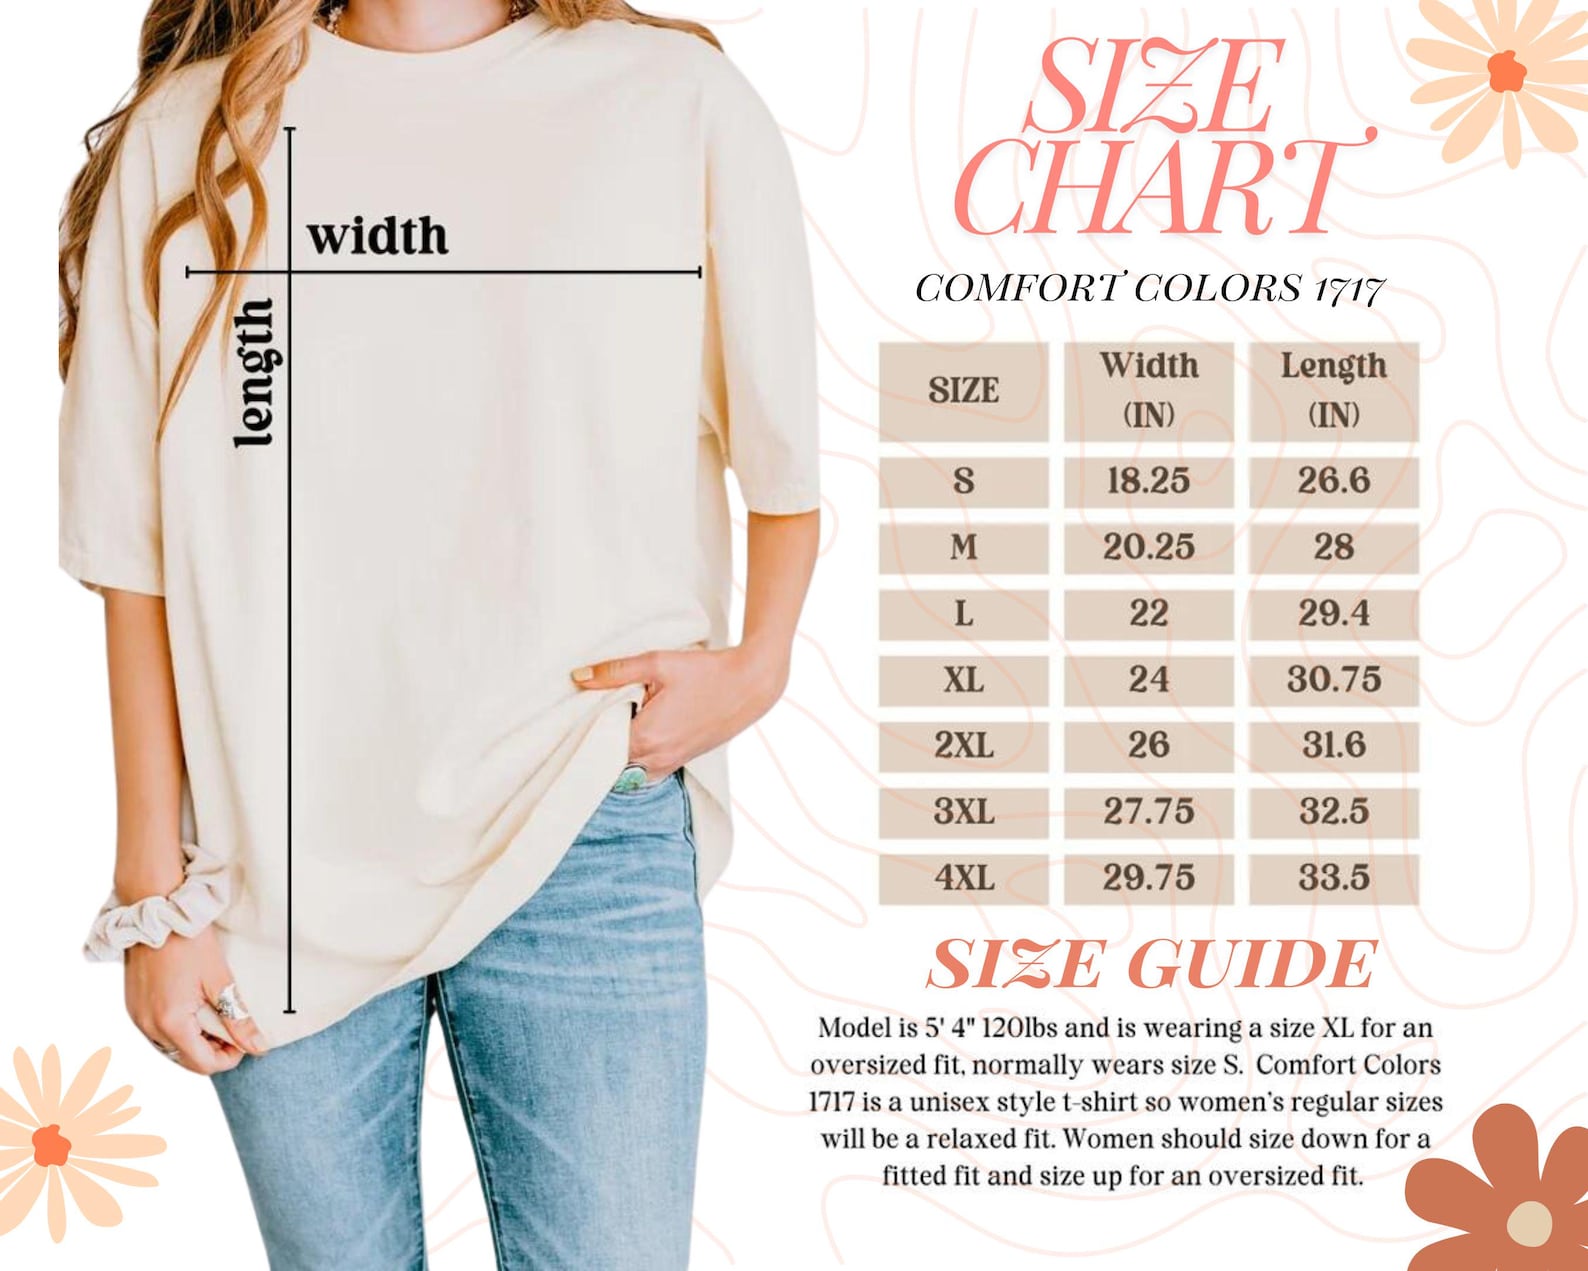 SIZE
CHART
COMFORT COLORS 1717
width
length
SIZE Width (IN) Length (IN)
S 18.25 26.6
M 20.25 28
L 22 29.4
XL 24 30.75
2XL 26 31.6
3XL 27.75 32.5
4XL 29.75 33.5
SIZE GUIDE
Model is 5' 4" 120lbs and is wearing a size XL for an
oversized fit, normally wears size S. Comfort Colors
1717 is a unisex style t-shirt so women's regular sizes
will be a relaxed fit. Women should size down for a
fitted fit and size up for an oversized fit.